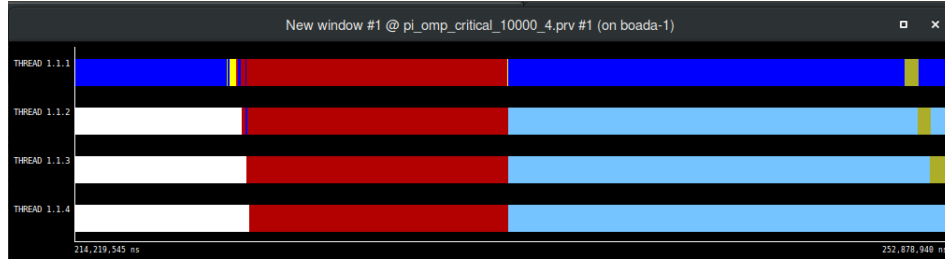 New window #1 @ pi_omp_critical_10000_4.prv #1 (on boada-1)
THREAD 1.1.1
THREAD 1.1.2
THREAD 1.1.3
THREAD 1.1.4
214,219,545 ns
252,878,940 ns